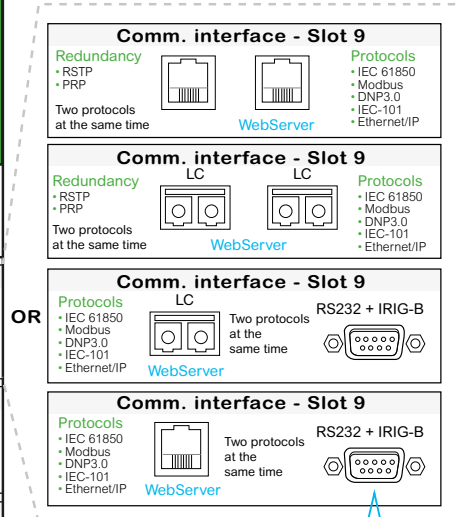 Comm. interface - Slot 9
Redundancy
• RSTP
• PRP
Two protocols
at the same time
WebServer
Protocols
• IEC 61850
• Modbus
• DNP3.0
• IEC-101
• Ethernet/IP
Comm. interface - Slot 9
Redundancy
• RSTP
• PRP
Two protocols
at the same time
LC
LC
WebServer
Protocols
• IEC 61850
• Modbus
• DNP3.0
• IEC-101
• Ethernet/IP
OR
Comm. interface - Slot 9
Protocols
• IEC 61850
• Modbus
• DNP3.0
• IEC-101
• Ethernet/IP
LC
WebServer
Two protocols
at the
same time
RS232 + IRIG-B
Comm. interface - Slot 9
Protocols
• IEC 61850
• Modbus
• DNP3.0
• IEC-101
• Ethernet/IP
WebServer
Two protocols
at the
same time
RS232 + IRIG-B